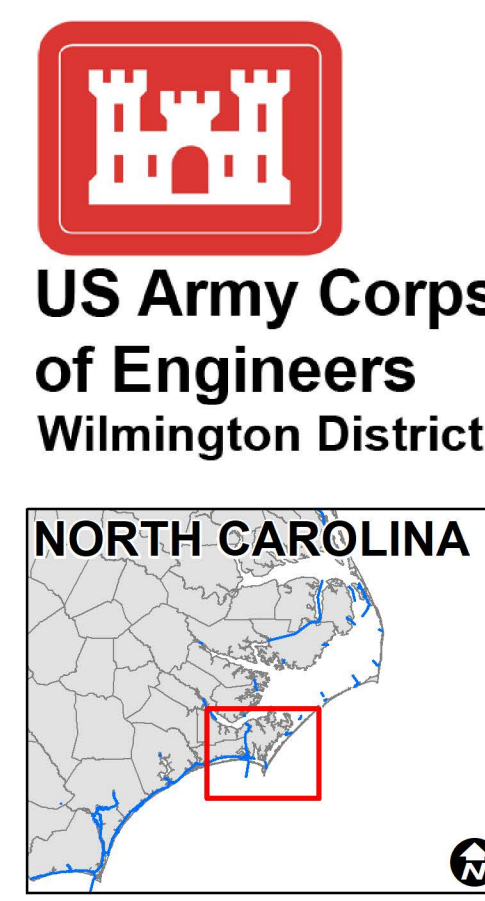 US Army Corps
of Engineers
Wilmington District
NORTH CAROLINA
N